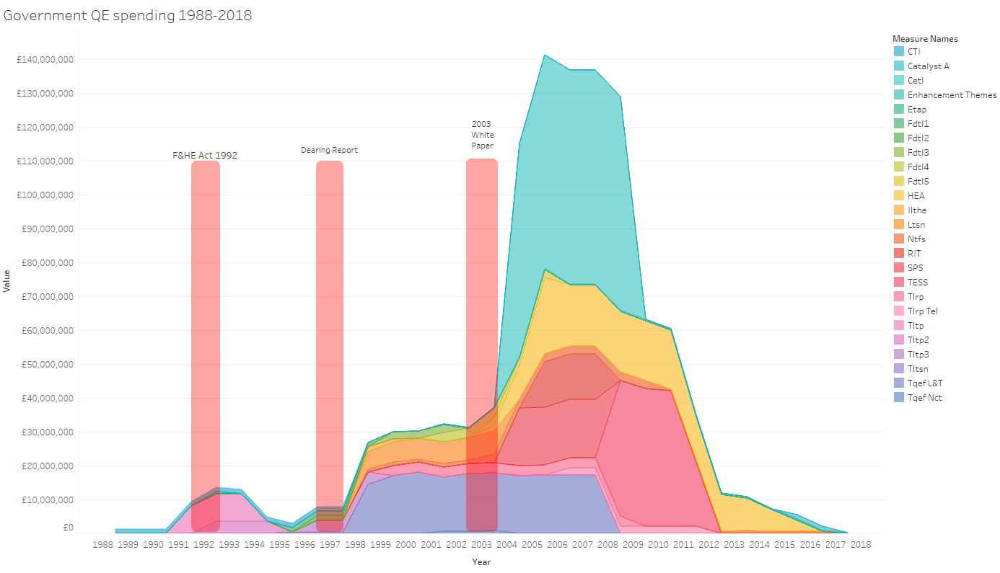 Government QE spending 1988-2018
Measure Names
CTI
Catalyst A
Cetl
Enhancement Themes
Etap
Fdtl1
Fdtl2
Fdtl3
Fdtl4
Fdtl5
HEA
Ilthe
Ltsn
Ntfs
RIT
SPS
TESS
Tlrp
Tlrp Tel
Tltp
Tltp2
Tltp3
Tltsn
Tqef L&T
Tqef Nct
£140,000,000
£130,000,000
£120,000,000
£110,000,000
£100,000,000
£90,000,000
£80,000,000
£70,000,000
£60,000,000
£50,000,000
£40,000,000
£30,000,000
£20,000,000
£10,000,000
£0
Value
F&HE Act 1992
Dearing Report
2003
White
Paper
1988 1989 1990 1991 1992 1993 1994 1995 1996 1997 1998 1999 2000 2001 2002 2003 2004 2005 2006 2007 2008 2009 2010 2011 2012 2013 2014 2015 2016 2017 2018
Year